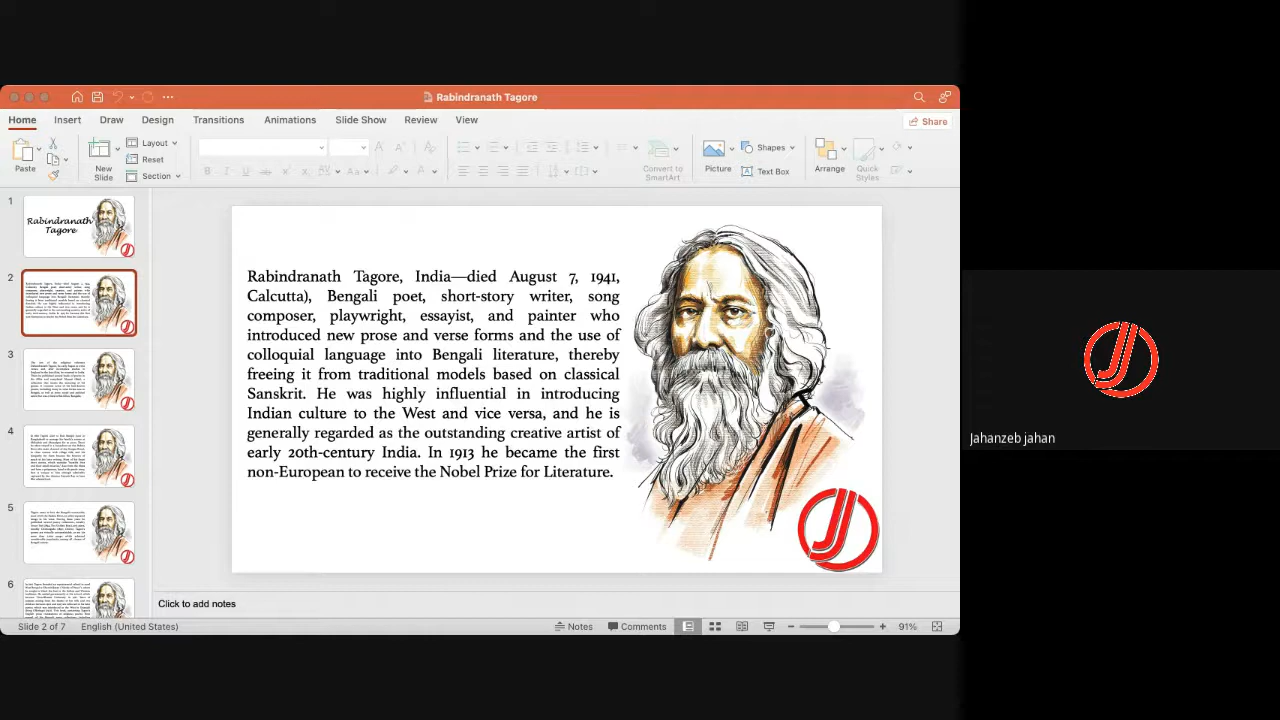 Rabindranath Tagore
Home Insert Draw Design Transitions Animations Slide Show Review View Share
Paste
New
Slide
Layout
Reset
Section
Convert to
SmartArt
Picture
Shapes
Text Box
Arrange
Quick
Styles
1
Rabindranath
Tagore
2
3
4
5
6
Rabindranath Tagore, India—died August 7, 1941,
Calcutta), Bengali poet, short-story writer, song
composer, playwright, essayist, and painter who
introduced new prose and verse forms and the use of
colloquial language into Bengali literature, thereby
freeing it from traditional models based on classical
Sanskrit. He was highly influential in introducing
Indian culture to the West and vice versa, and he is
generally regarded as the outstanding creative artist of
early 20th-century India. In 1913 he became the first
non-European to receive the Nobel Prize for Literature.
Click to add notes
Slide 2 of 7 English (United States) Notes Comments 91%
Jahanzeb jahan